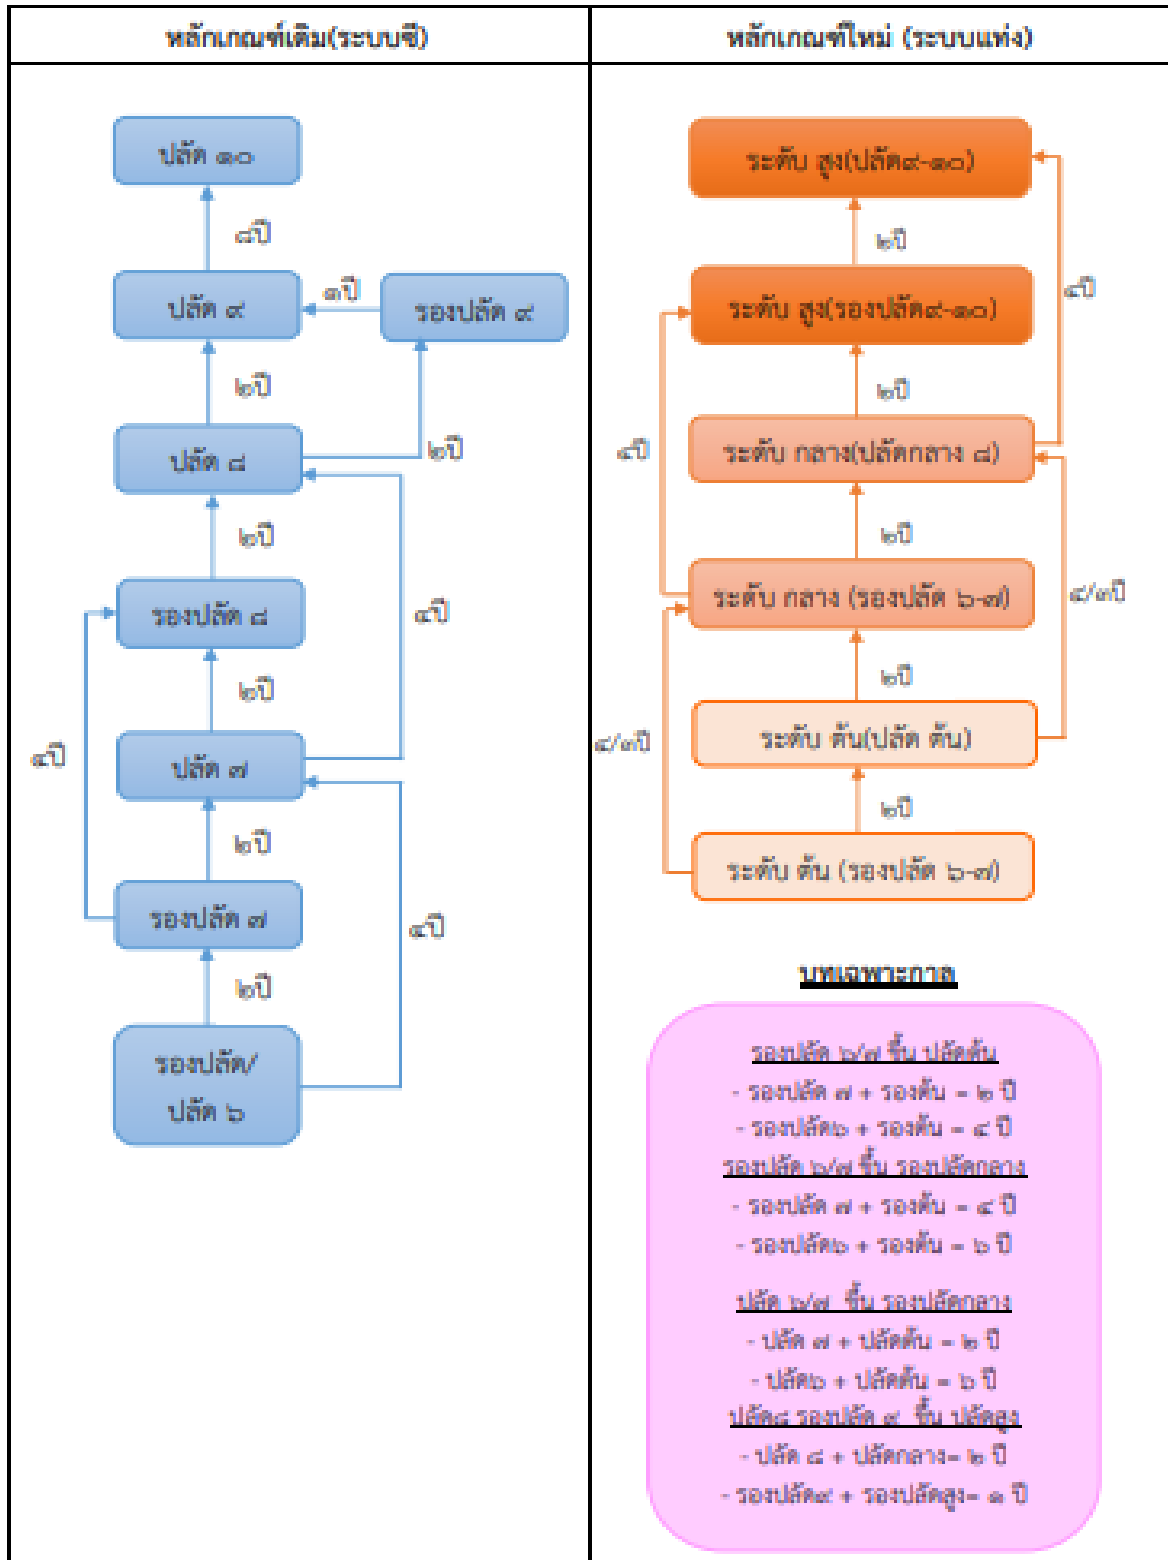 หลักเกณฑ์เดิม(ระบบซี)
ปลัด ๑๐
๘ปี
ปลัด ๙
๑ปี
รองปลัด ๙
๒ปี
ปลัด ๘
๒ปี
๒ปี
รองปลัด ๘
๔ปี
๒ปี
๔ปี
ปลัด ๗
๒ปี
รองปลัด ๗
๔ปี
๒ปี
รองปลัด/
ปลัด ๖
หลักเกณฑ์ใหม่ (ระบบแท่ง)
ระดับ สูง(ปลัด๙-๑๐)
๒ปี
๔ปี
ระดับ สูง(รองปลัด๙-๑๐)
๒ปี
๔ปี
ระดับ กลาง(ปลัดกลาง ๘)
๒ปี
ระดับ กลาง (รองปลัด ๖-๗)
๔/๓ปี
๒ปี
๔/๓ปี
ระดับ ต้น(ปลัด ต้น)
๒ปี
ระดับ ต้น (รองปลัด ๖-๗)
บทเฉพาะกาล
รองปลัด ๖/๗ ขึ้น ปลัดต้น
- รองปลัด ๗ + รองต้น = ๒ ปี
- รองปลัด๖ + รองต้น = ๔ ปี
รองปลัด ๖/๗ ขึ้น รองปลัดกลาง
- รองปลัด ๗ + รองต้น = ๔ ปี
- รองปลัด๖ + รองต้น = ๖ ปี
ปลัด ๖/๗ ขึ้น รองปลัดกลาง
- ปลัด ๗ + ปลัดต้น = ๒ ปี
- ปลัด๖ + ปลัดต้น = ๖ ปี
ปลัด๘ รองปลัด ๙ ขึ้น ปลัดสูง
- ปลัด ๘ + ปลัดกลาง= ๒ ปี
- รองปลัด๙ + รองปลัดสูง= ๑ ปี